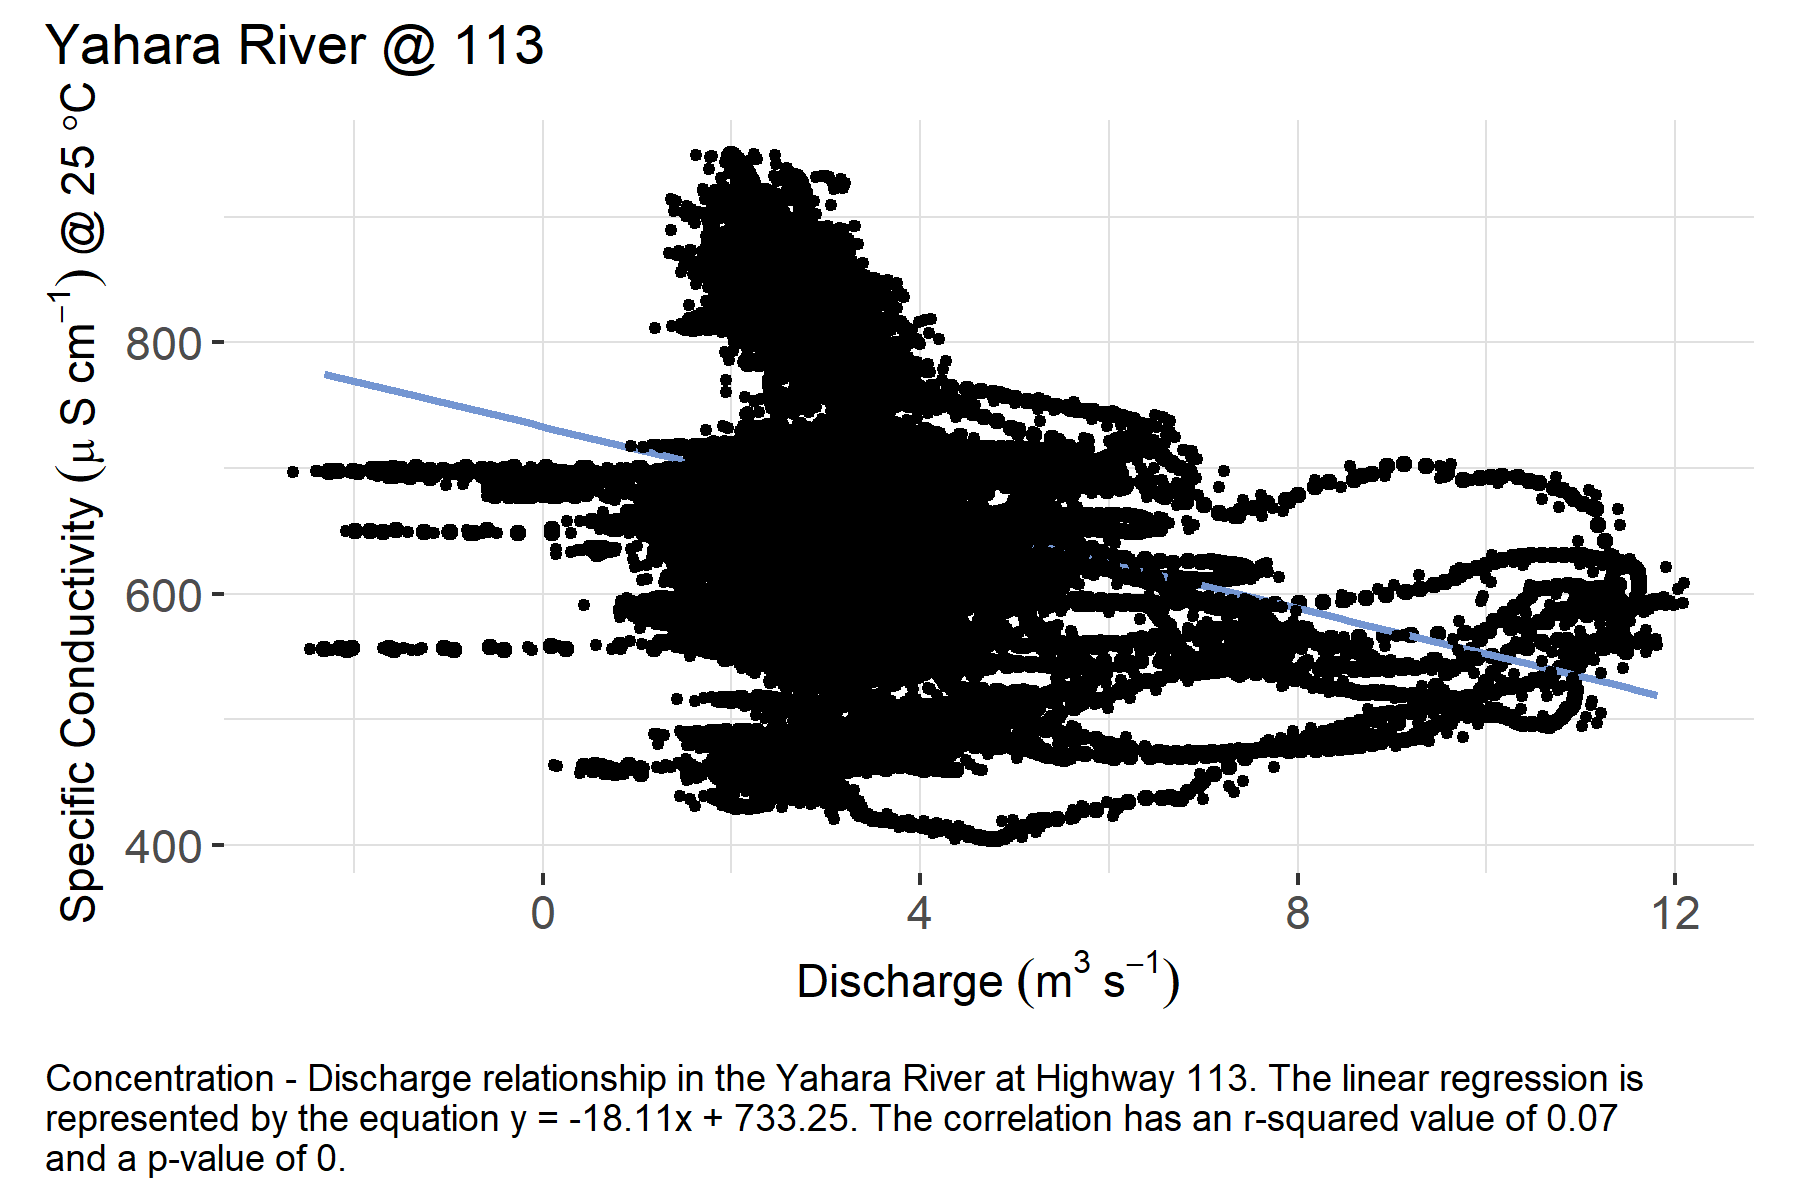 Yahara River @ 113
Specific Conductivity (μ S cm⁻¹) @ 25 °C
800
600
400
0 4 8 12
Discharge (m³ s⁻¹)
Concentration - Discharge relationship in the Yahara River at Highway 113. The linear regression is
represented by the equation y = -18.11x + 733.25. The correlation has an r-squared value of 0.07
and a p-value of 0.